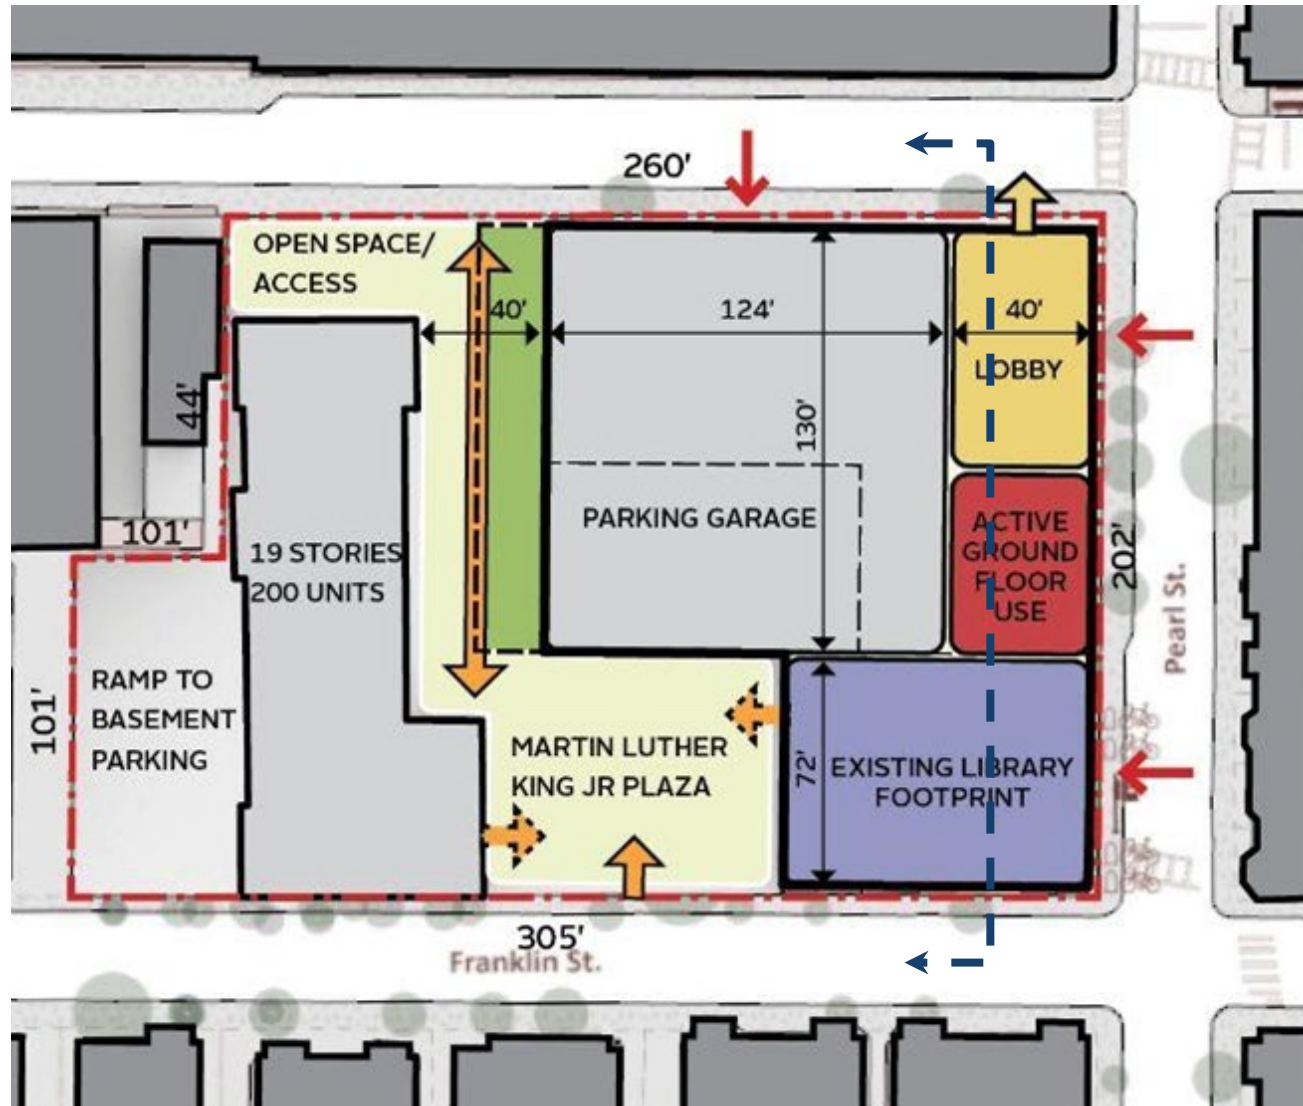 260'
OPEN SPACE/
ACCESS
40'
124'
40'
LOBBY
44'
130'
PARKING GARAGE
ACTIVE
GROUND
FLOOR
USE
202'
Pearl St.
101'
19 STORIES
200 UNITS
RAMP TO
BASEMENT
PARKING
101'
MARTIN LUTHER
KING JR PLAZA
72'
EXISTING LIBRARY
FOOTPRINT
305'
Franklin St.